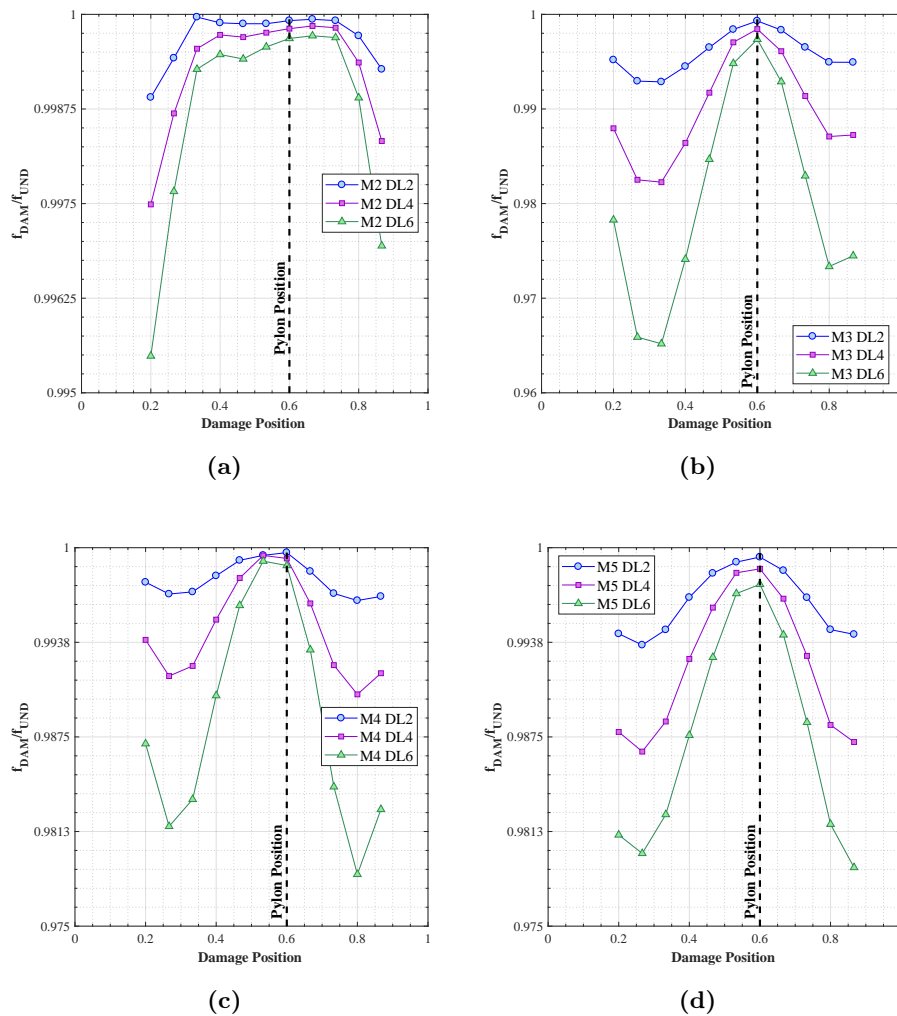 1
0.99875
0.9975
0.99625
0.995
f_DAM/f_UND
M2 DL2
M2 DL4
M2 DL6
Pylon Position
0 0.2 0.4 0.6 0.8 1
Damage Position
(a)
1
0.99
0.98
0.97
0.96
f_DAM/f_UND
M3 DL2
M3 DL4
M3 DL6
Pylon Position
0 0.2 0.4 0.6 0.8
Damage Position
(b)
1
0.9938
0.9875
0.9813
0.975
f_DAM/f_UND
M4 DL2
M4 DL4
M4 DL6
Pylon Position
0 0.2 0.4 0.6 0.8 1
Damage Position
(c)
1
0.9938
0.9875
0.9813
0.975
f_DAM/f_UND
M5 DL2
M5 DL4
M5 DL6
Pylon Position
0 0.2 0.4 0.6 0.8
Damage Position
(d)